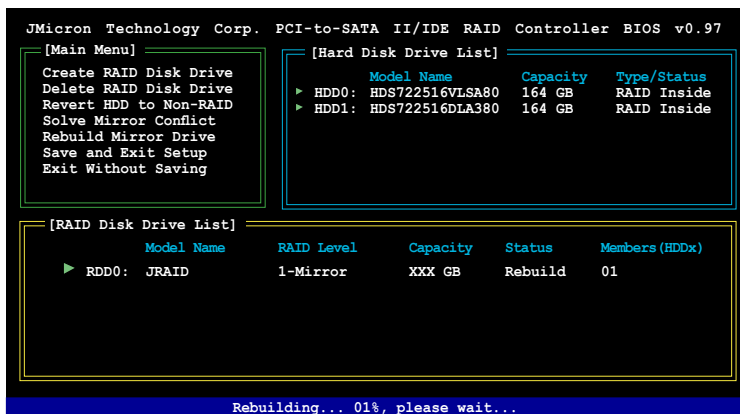 JMicron Technology Corp. PCI-to-SATA II/IDE RAID Controller BIOS v0.97
[Main Menu]
Create RAID Disk Drive
Delete RAID Disk Drive
Revert HDD to Non-RAID
Solve Mirror Conflict
Rebuild Mirror Drive
Save and Exit Setup
Exit Without Saving
[Hard Disk Drive List]
Model Name Capacity Type/Status
HDD0: HDS722516VLSA80 164 GB RAID Inside
HDD1: HDS722516DLA380 164 GB RAID Inside
[RAID Disk Drive List]
Model Name RAID Level Capacity Status Members(HDDx)
RDD0: JRAID 1-Mirror XXX GB Rebuild 01
Rebuilding... 01%, please wait...